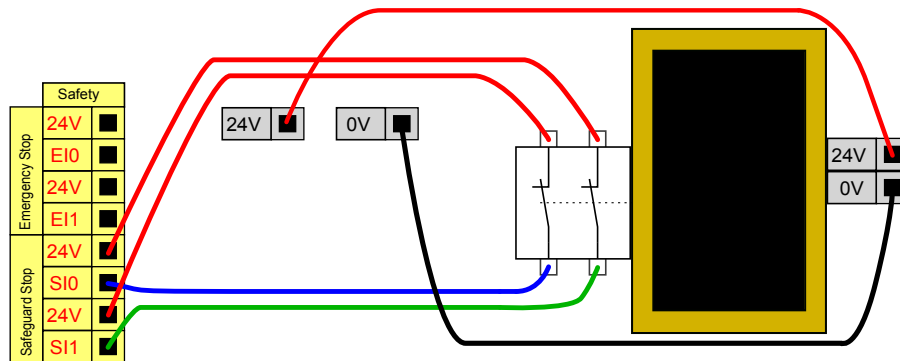 Safety
Emergency Stop
24V
EI0
24V
EI1
Safeguard Stop
24V
SI0
24V
SI1
24V
0V
24V
0V